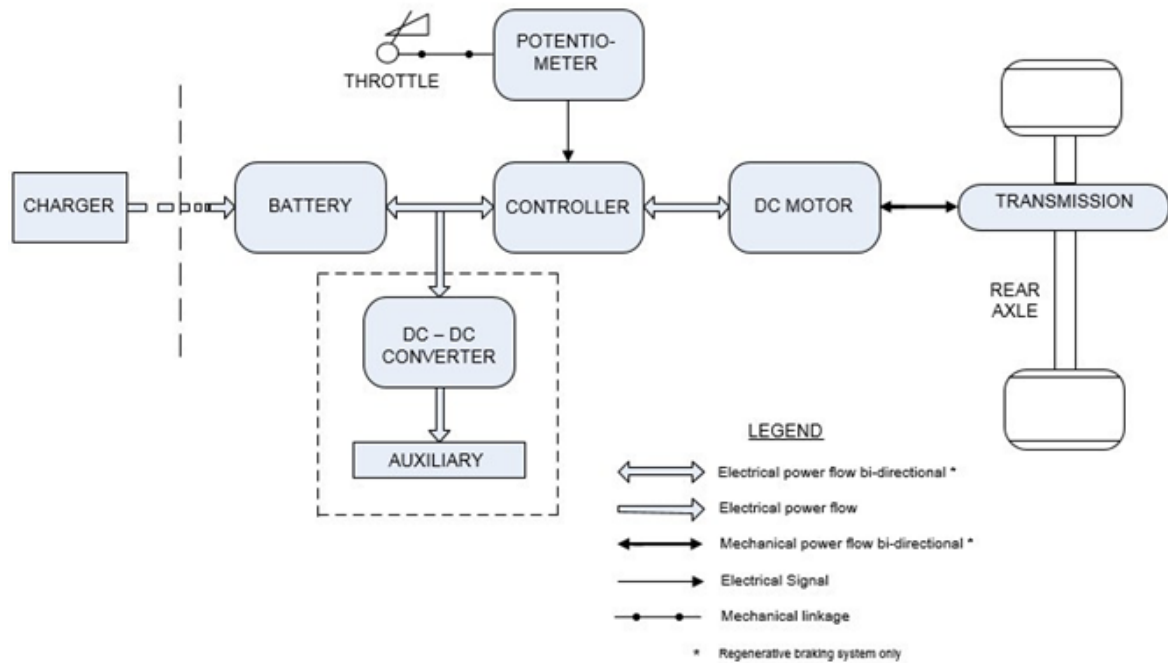 POTENTIO-
METER
THROTTLE
CHARGER
BATTERY
CONTROLLER
DC MOTOR
TRANSMISSION
REAR
AXLE
DC – DC
CONVERTER
AUXILIARY
LEGEND
Electrical power flow bi-directional *
Electrical power flow
Mechanical power flow bi-directional *
Electrical Signal
Mechanical linkage
* Regenerative braking system only